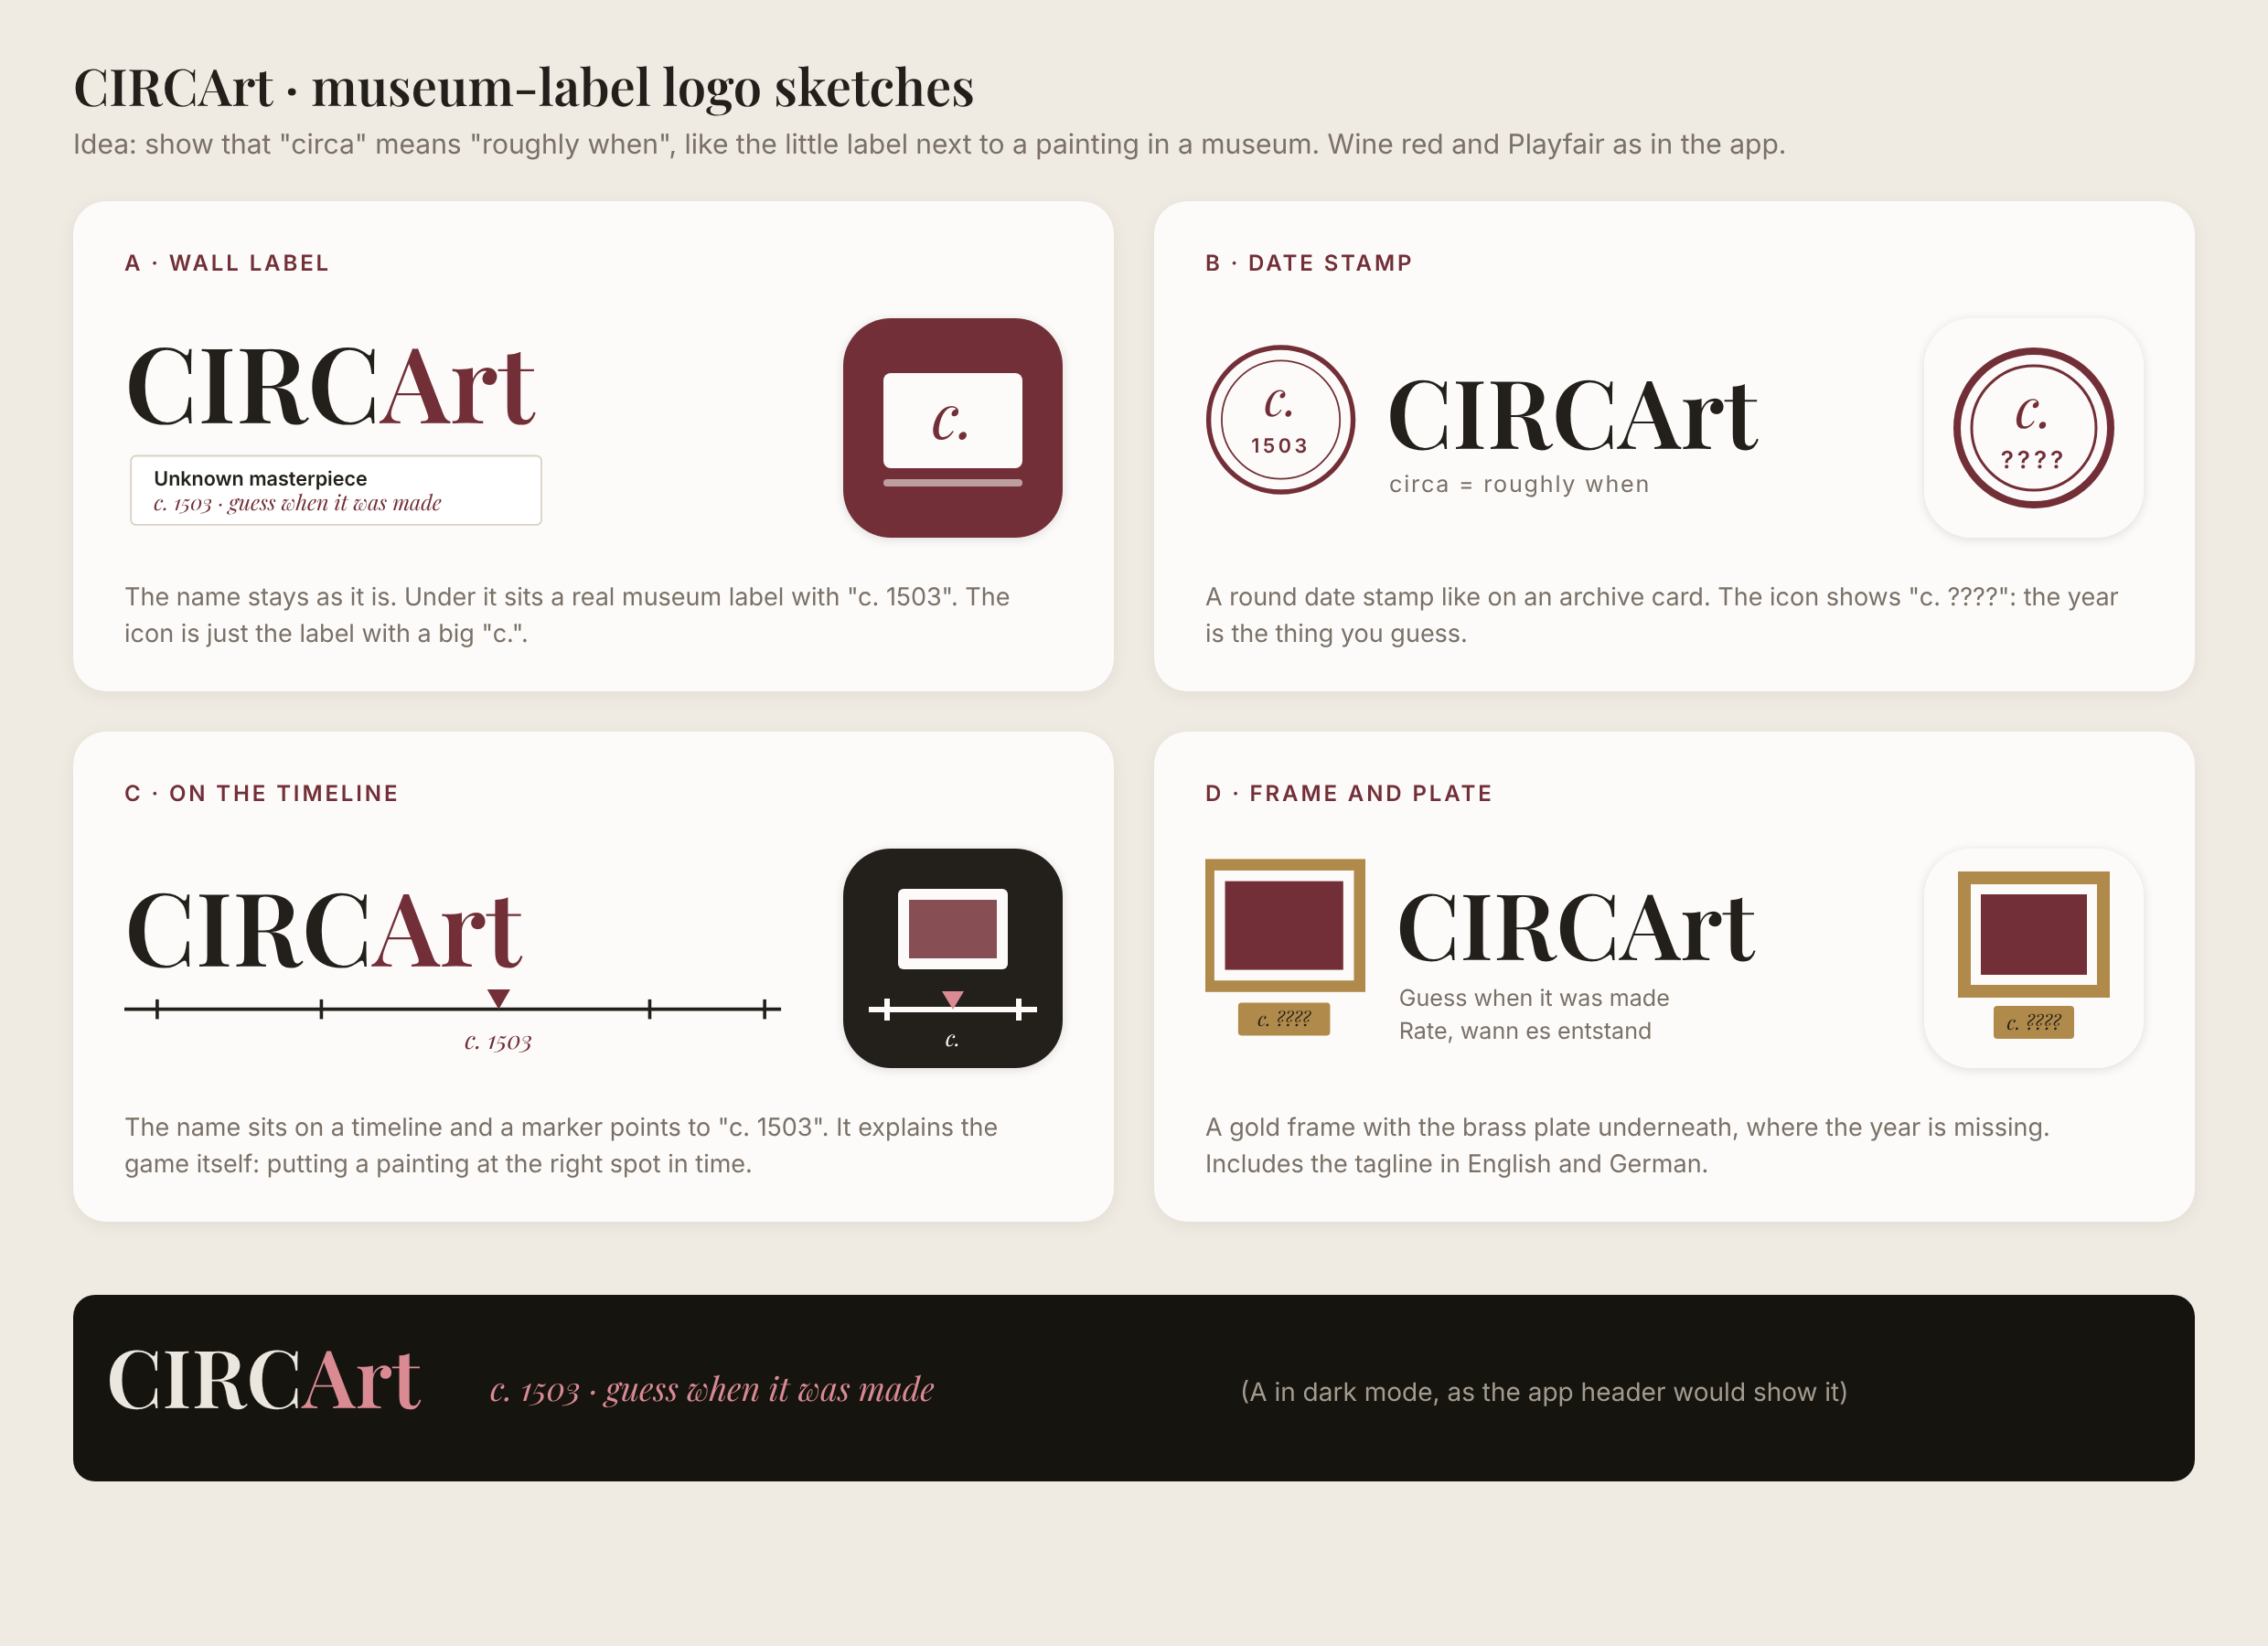 CIRCArt · museum-label logo sketches
Idea: show that "circa" means "roughly when", like the little label next to a painting in a museum. Wine red and Playfair as in the app.
A · WALL LABEL
CIRCArt
Unknown masterpiece
c. 1503 · guess when it was made
c.
The name stays as it is. Under it sits a real museum label with "c. 1503". The
icon is just the label with a big "c.".
B · DATE STAMP
c.
1503
CIRCArt
circa = roughly when
c.
????
A round date stamp like on an archive card. The icon shows "c. ????": the year
is the thing you guess.
C · ON THE TIMELINE
CIRCArt
c. 1503
c.
The name sits on a timeline and a marker points to "c. 1503". It explains the
game itself: putting a painting at the right spot in time.
D · FRAME AND PLATE
c. ????
CIRCArt
Guess when it was made
Rate, wann es entstand
c. ????
A gold frame with the brass plate underneath, where the year is missing.
Includes the tagline in English and German.
CIRCArt
c. 1503 · guess when it was made
(A in dark mode, as the app header would show it)